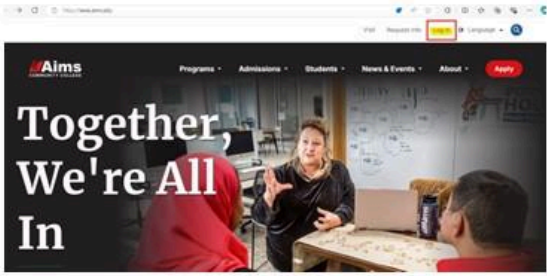 Visit Request Info Log In Language
Aims
COMMUNITY COLLEGE
Programs Admissions Students News & Events About Apply
Together,
We're All
In